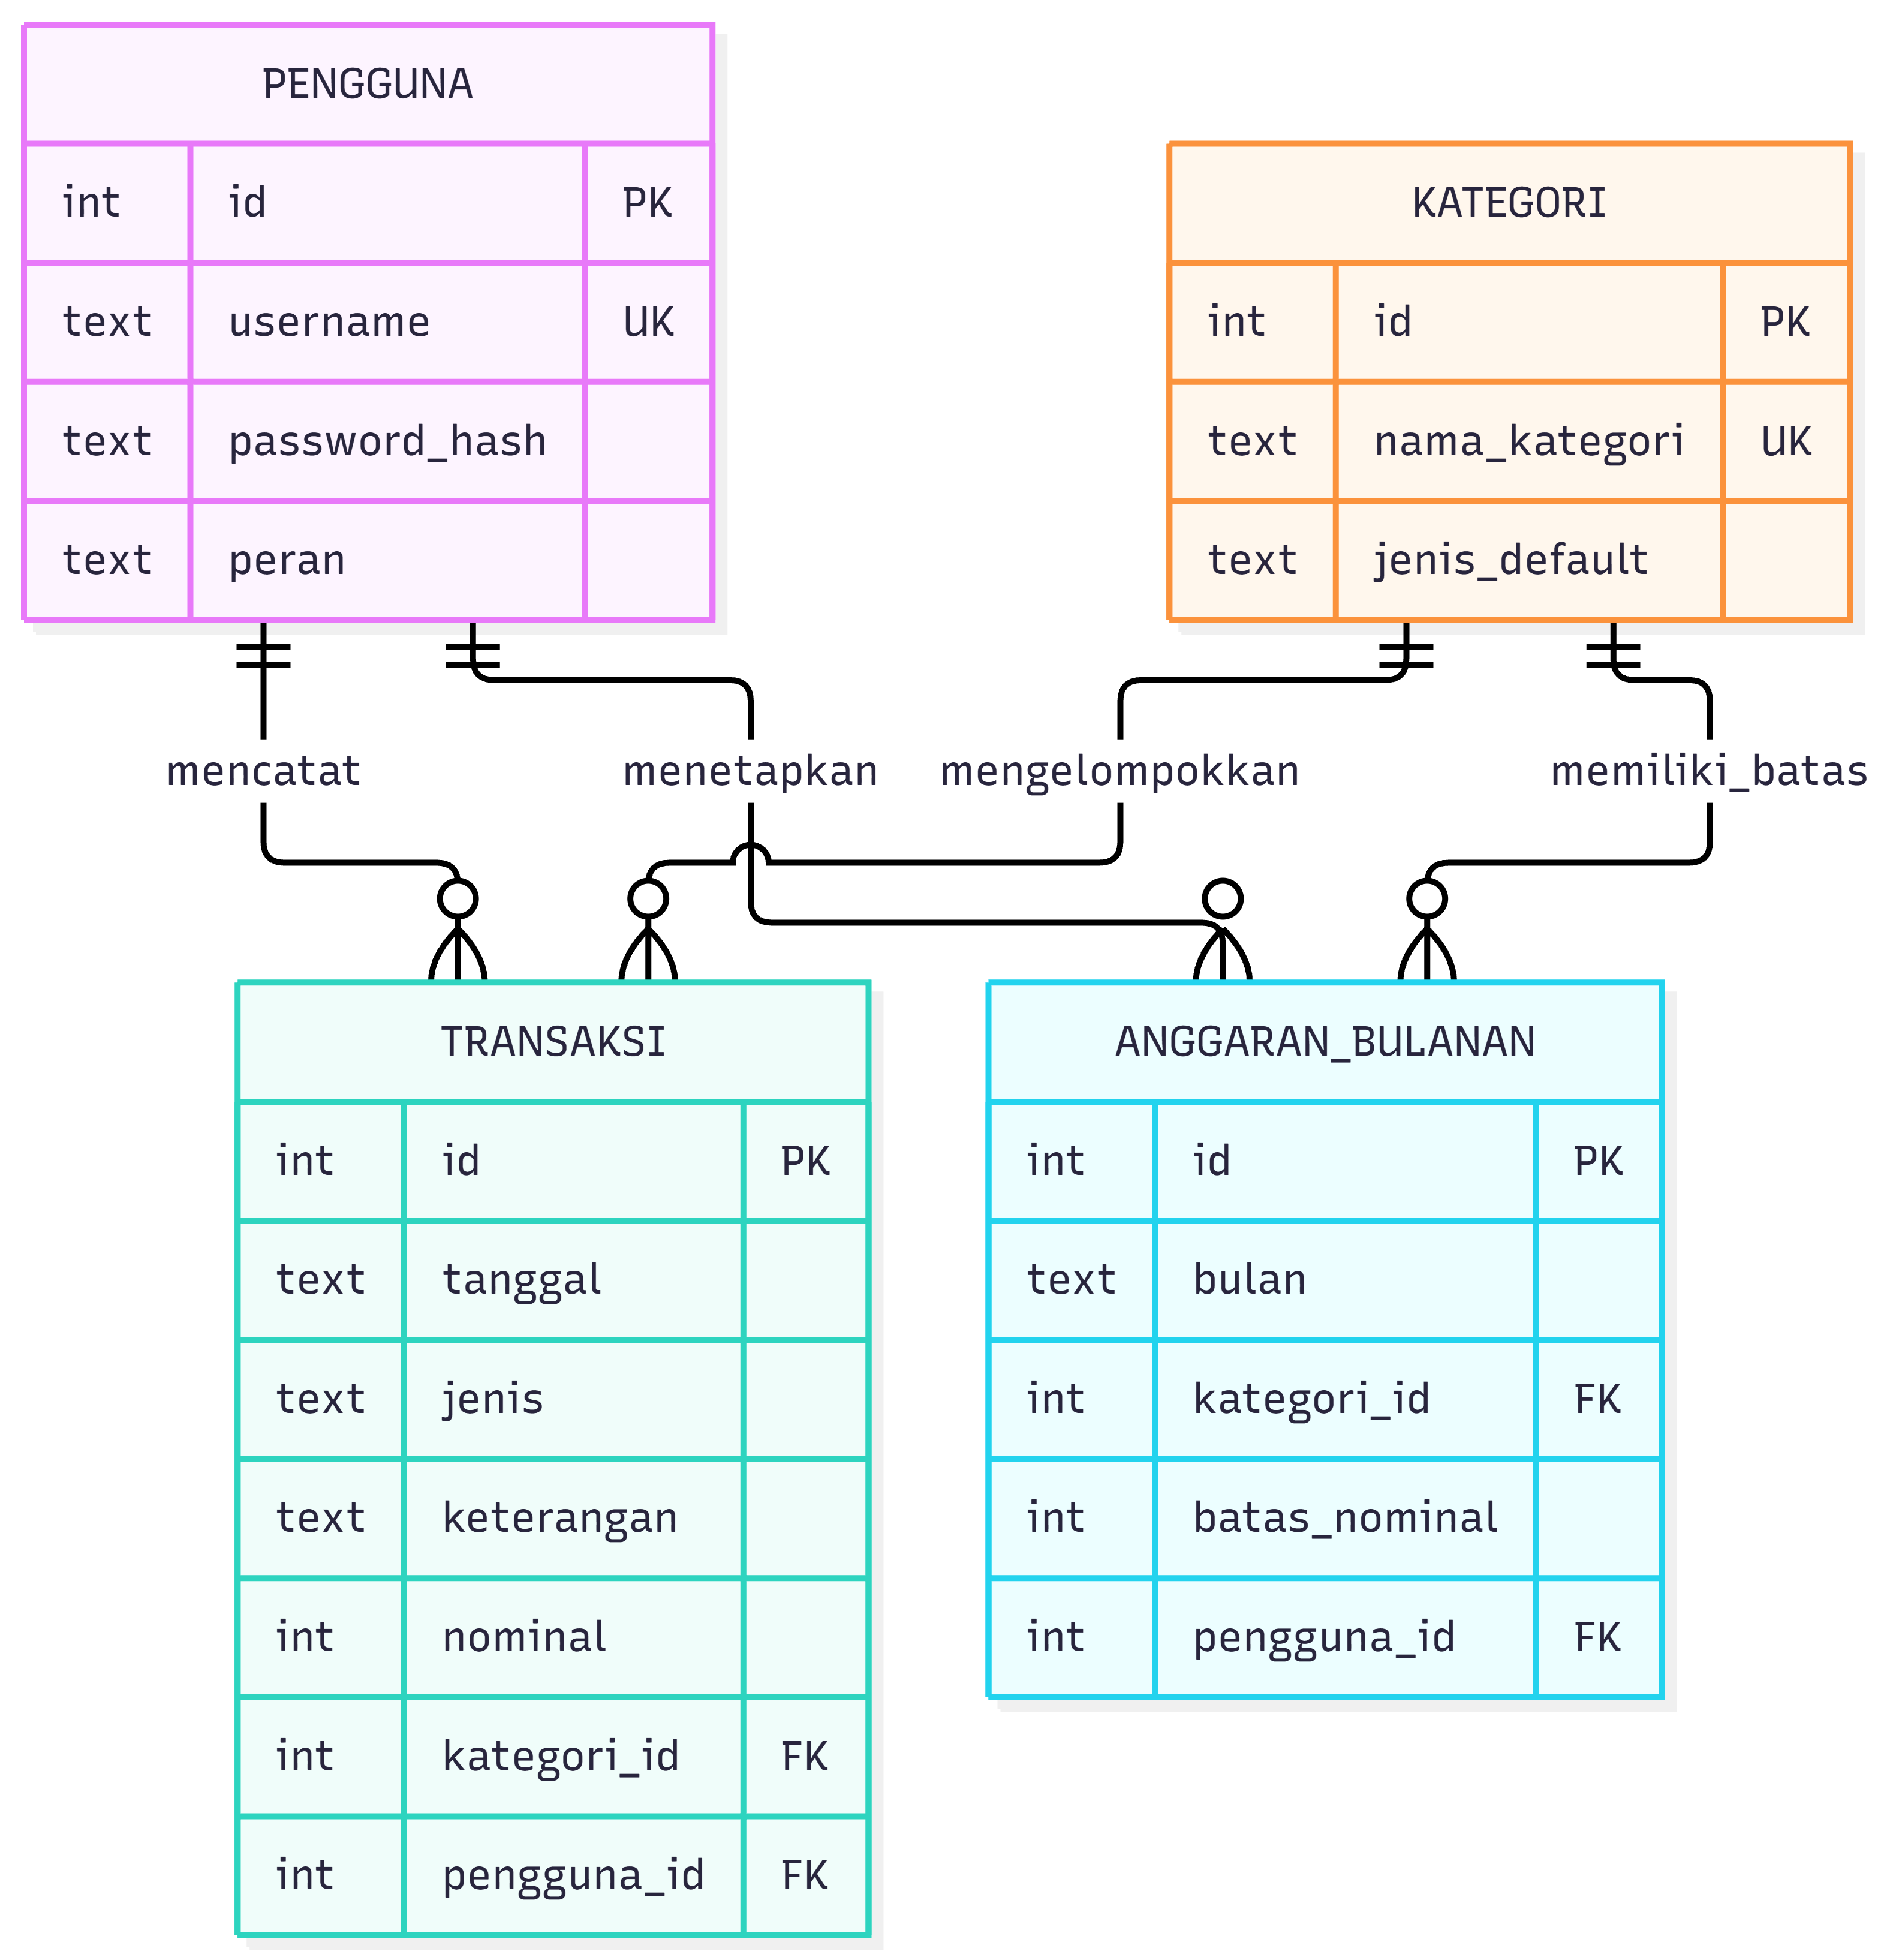 PENGGUNA
int id PK
text username UK
text password_hash
text peran
KATEGORI
int id PK
text nama_kategori UK
text jenis_default
mencatat menetapkan mengelompokkan memiliki_batas
TRANSAKSI
int id PK
text tanggal
text jenis
text keterangan
int nominal
int kategori_id FK
int pengguna_id FK
ANGGARAN_BULANAN
int id PK
text bulan
int kategori_id FK
int batas_nominal
int pengguna_id FK